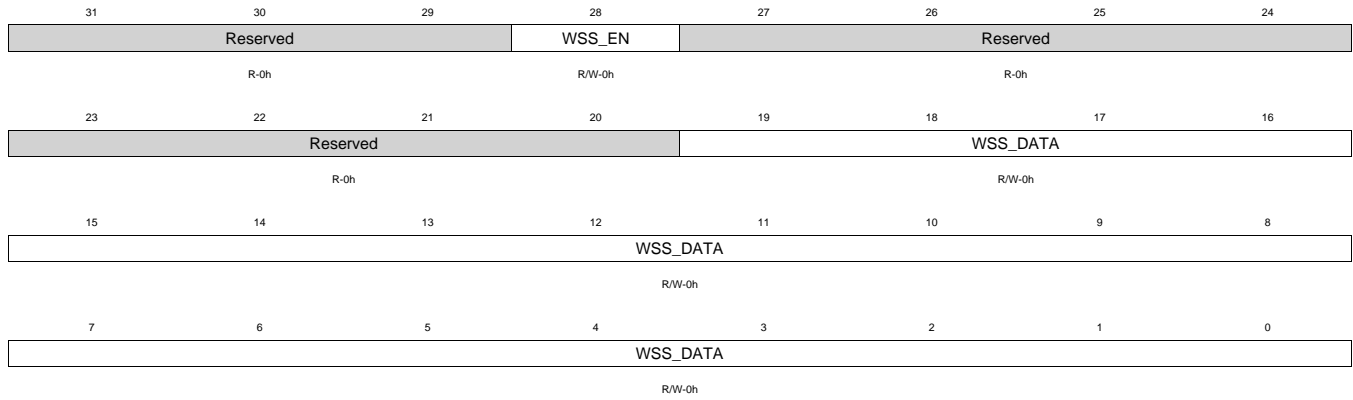 31 30 29 28 27 26 25 24
Reserved WSS_EN Reserved
R-0h R/W-0h R-0h
23 22 21 20 19 18 17 16
Reserved WSS_DATA
R-0h R/W-0h
15 14 13 12 11 10 9 8
WSS_DATA
R/W-0h
7 6 5 4 3 2 1 0
WSS_DATA
R/W-0h